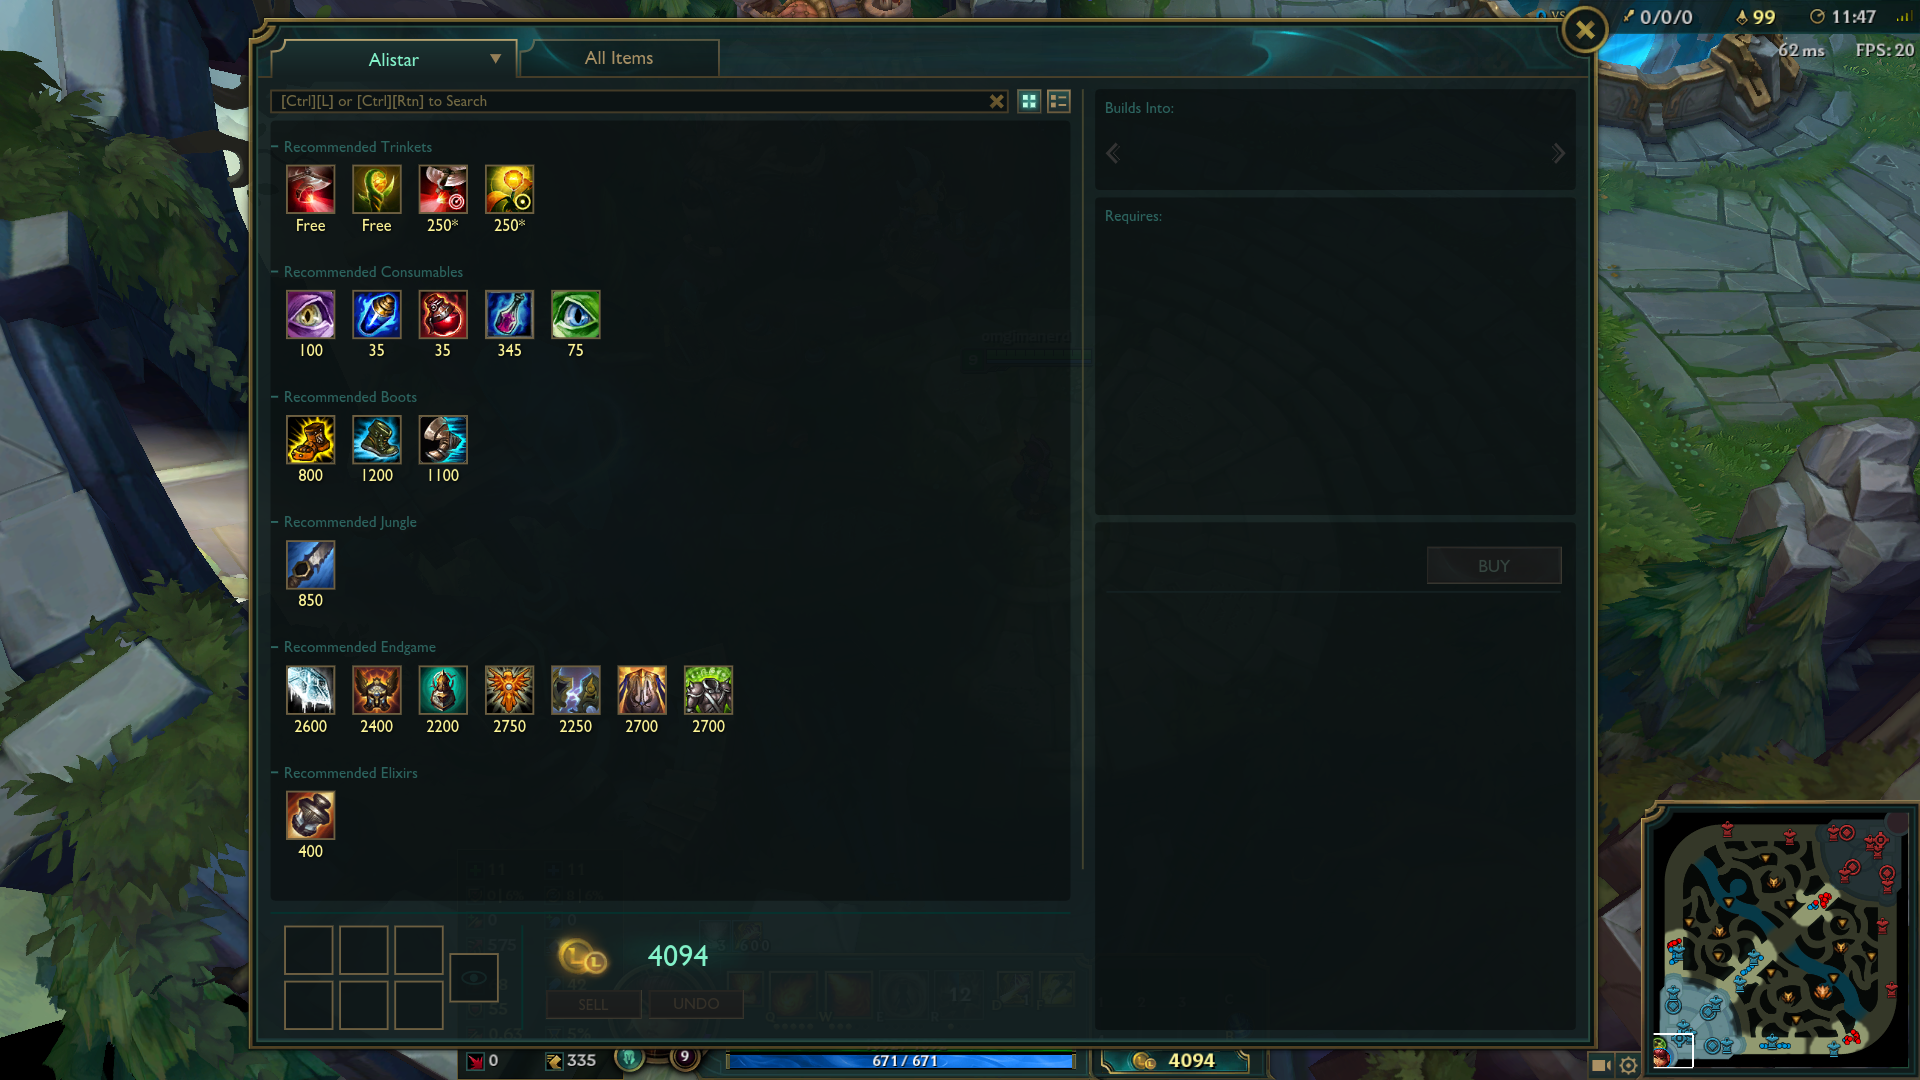 0/0/0
99
11:47
62 ms
FPS: 20
Alistar
All Items
[Ctrl][L] or [Ctrl][Rtn] to Search
Builds Into:
Requires:
BUY
Recommended Trinkets
Free Free 250* 250*
Recommended Consumables
100 35 35 345 75
Recommended Boots
800 1200 1100
Recommended Jungle
850
Recommended Endgame
2600 2400 2200 2750 2250 2700 2700
Recommended Elixirs
400
4094
SELL
UNDO
0
335
9
671 / 671
4094